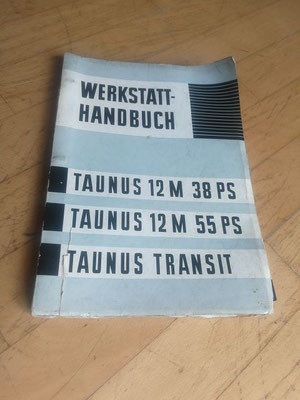 WERKSTATT-
HANDBUCH
TAUNUS 12 M 38 PS
TAUNUS 12 M 55 PS
TAUNUS TRANSIT